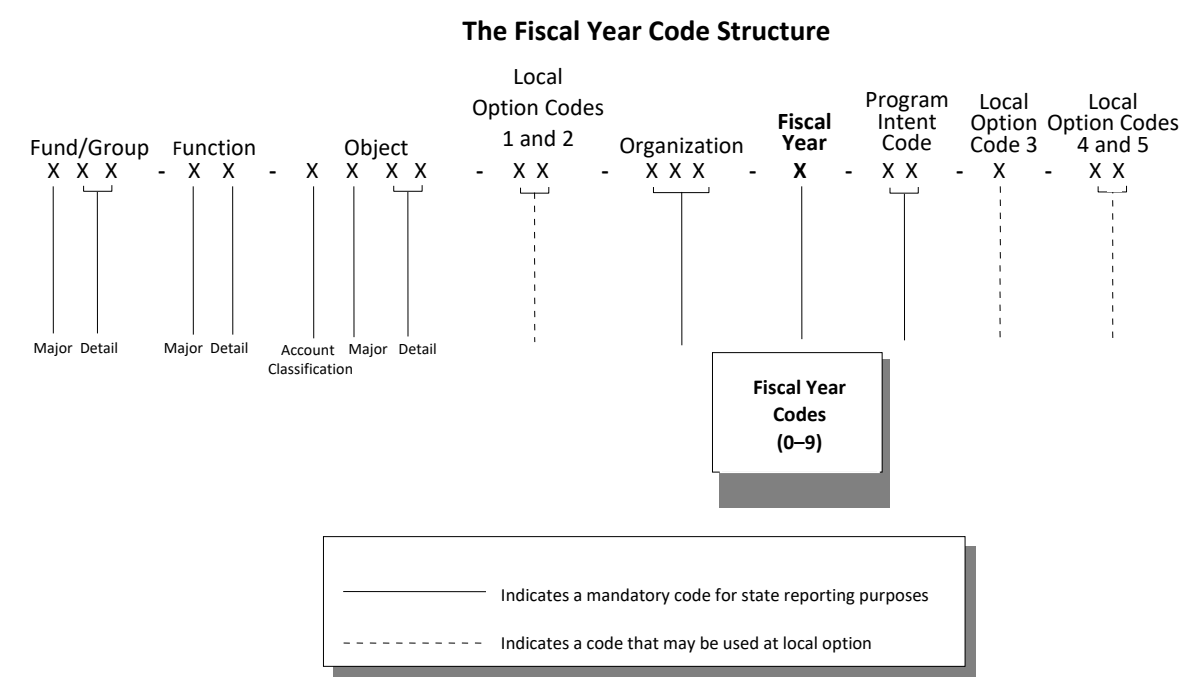 The Fiscal Year Code Structure
Local
Option Codes
1 and 2
Fund/Group
Function
Object
Organization
Fiscal
Year
Program
Intent
Code
Local
Option
Code 3
Local
Option Codes
4 and 5
X X X - X X - X X X X - X X - X X X - X - X X - X - X X
Major Detail
Major Detail
Account
Classification
Major Detail
Fiscal Year
Codes
(0–9)
Indicates a mandatory code for state reporting purposes
Indicates a code that may be used at local option